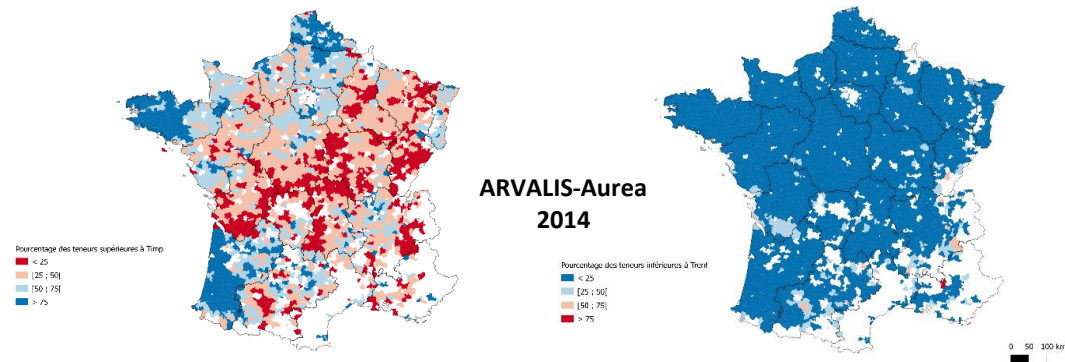 ARVALIS-Aurea
2014
Pourcentage des teneurs supérieures à Timp
< 25
[25 ; 50[
[50 ; 75[
> 75
Pourcentage des teneurs inférieures à Trenf
< 25
[25 ; 50[
[50 ; 75[
> 75
0 50 100 km